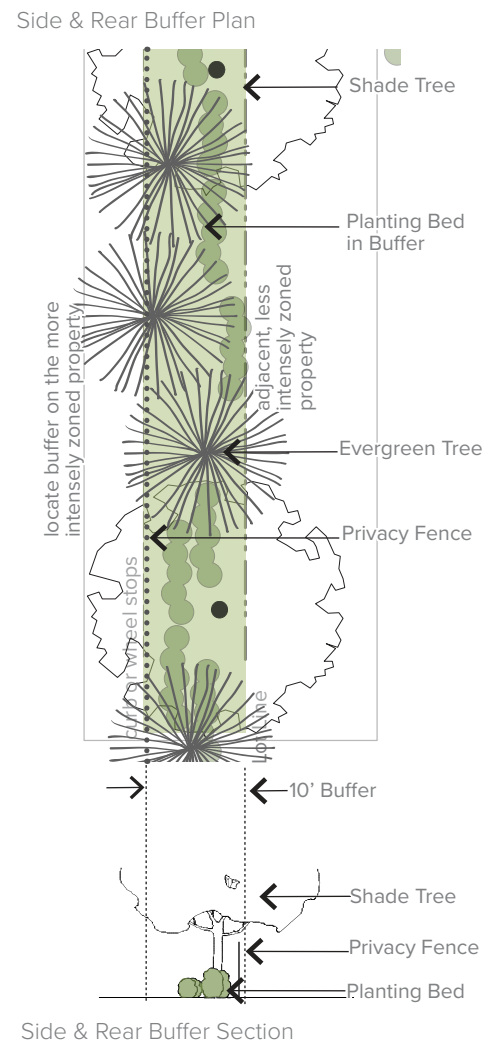 Side & Rear Buffer Plan
Shade Tree
Planting Bed
in Buffer
adjacent, less
intensely zoned
property
locate buffer on the more
intensely zoned property
Evergreen Tree
Privacy Fence
curb or wheel stops
Lot Line
10’ Buffer
Shade Tree
Privacy Fence
Planting Bed
Side & Rear Buffer Section